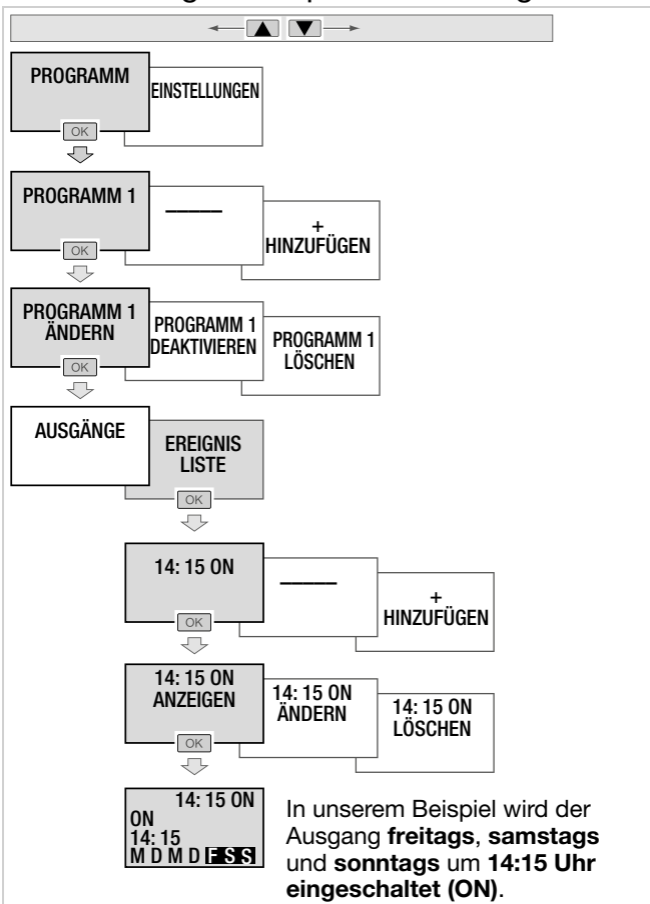 PROGRAMM
EINSTELLUNGEN
OK
PROGRAMM 1
-----
+
HINZUFÜGEN
OK
PROGRAMM 1
ÄNDERN
PROGRAMM 1
DEAKTIVIEREN
PROGRAMM 1
LÖSCHEN
OK
AUSGÄNGE
EREIGNIS
LISTE
OK
14:15 ON
-----
+
HINZUFÜGEN
OK
14:15 ON
ANZEIGEN
14:15 ON
ÄNDERN
14:15 ON
LÖSCHEN
OK
14:15 ON
ON
14:15
M D M D F S S
In unserem Beispiel wird der
Ausgang freitags, samstags
und sonntags um 14:15 Uhr
eingeschaltet (ON).